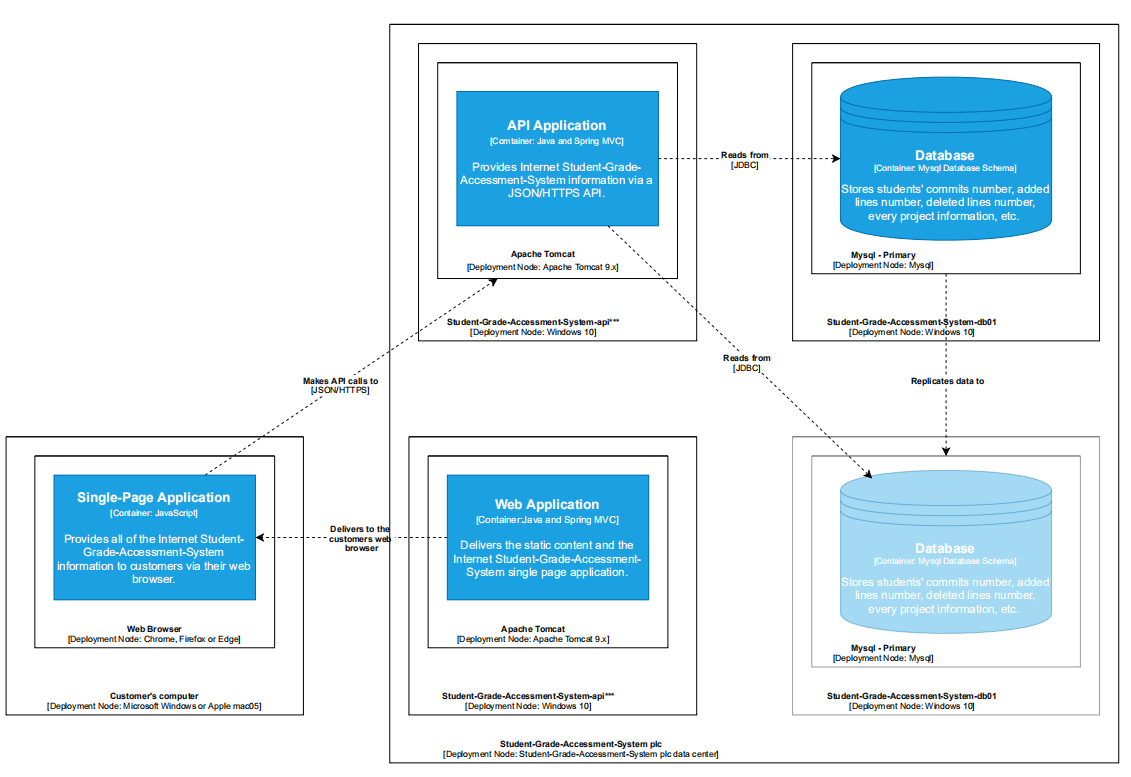 API Application
[Comtainer: Java and Spring MVC]
Provides Internet Student-Grade-
Assessment-System information via a
JSON/HTTPS API.
Apache Tomcat
[Deployment Node: Apache Tomcat 9.x]
Student-Grade-Assessment-System-api***
[Deployment Node: Windows 10]
Reads from
[JDBC]
Database
[Container: Mysql Database Schema]
Stores students' commits number, added
lines number, deleted lines number,
every project information, etc.
Mysql - Primary
[Deployment Node: Mysql]
Student-Grade-Assessment-System-db01
[Deployment Node: Windows 10]
Makes API calls to
[JSON/HTTPS]
Reads from
[JDBC]
Replicates data to
Single-Page Application
[Container: JavaScript]
Provides all of the Internet Student-
Grade-Assessment-System
information to customers via their web
browser.
Web Browser
[Deployment Node: Chrome, Firefox or Edge]
Customer's computer
[Deployment Node: Microsoft Windows or Apple mac05]
Delivers to the
customers web
browser
Web Application
[Container:Java and Spring MVC]
Delivers the static content and the
Internet Student-Grade-Assessment-
System single page application.
Apache Tomcat
[Deployment Node: Apache Tomcat 9.x]
Student-Grade-Assessment-System-api***
[Deployment Node: Windows 10]
Database
[Container: Mysql Database Schema]
Stores students' commits number, added
lines number, deleted lines number,
every project information, etc.
Mysql - Primary
[Deployment Node: Mysql]
Student-Grade-Assessment-System-db01
[Deployment Node: Windows 10]
Student-Grade-Assessment-System plc
[Deployment Node: Student-Grade-Assessment-System plc data center]